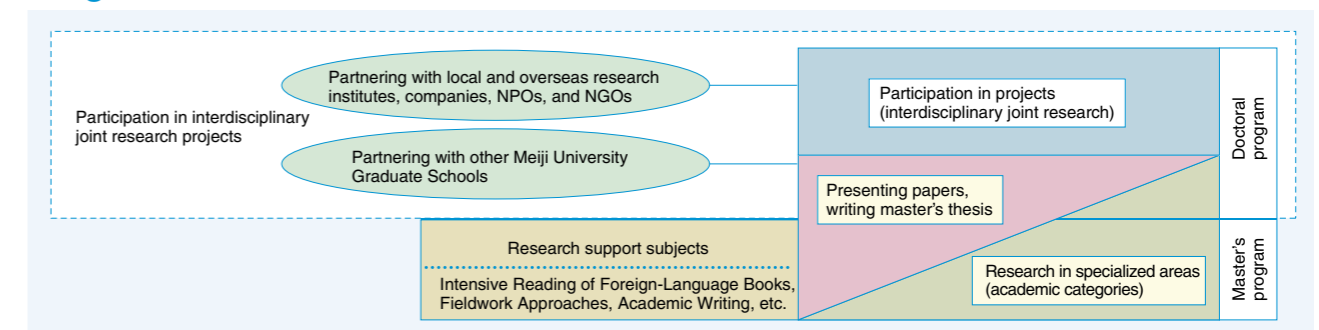 Participation in interdisciplinary
joint research projects
Partnering with local and overseas research
institutes, companies, NPOs, and NGOs
Partnering with other Meiji University
Graduate Schools
Participation in projects
(interdisciplinary joint research)
Presenting papers,
writing master’s thesis
Research in specialized areas
(academic categories)
Research support subjects
Intensive Reading of Foreign-Language Books,
Fieldwork Approaches, Academic Writing, etc.
Doctoral
program
Master’s
program